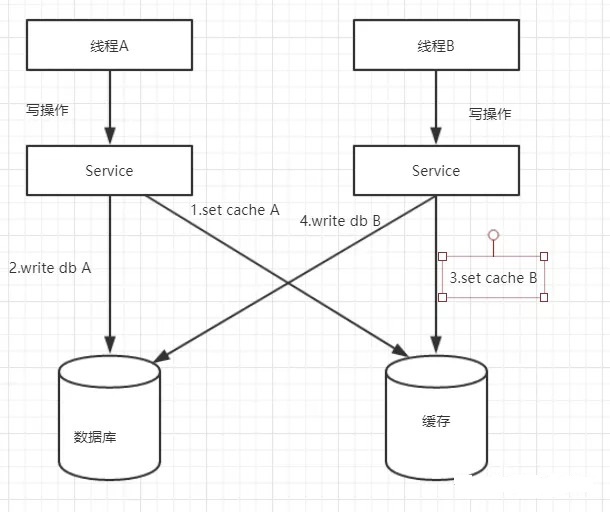 线程A
线程B
写操作
写操作
Service
Service
1.set cache A
4.write db B
2.write db A
3.set cache B
数据库
缓存